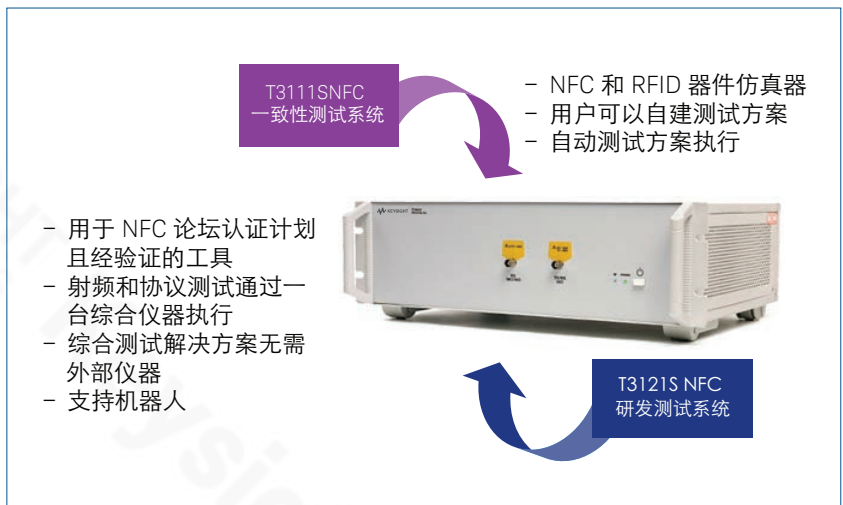 T3111SNFC
一致性测试系统
– NFC 和 RFID 器件仿真器
– 用户可以自建测试方案
– 自动测试方案执行
– 用于 NFC 论坛认证计划
且经验证的工具
– 射频和协议测试通过一
台综合仪器执行
– 综合测试解决方案无需
外部仪器
– 支持机器人
KEYSIGHT
T3121S NFC
研发测试系统